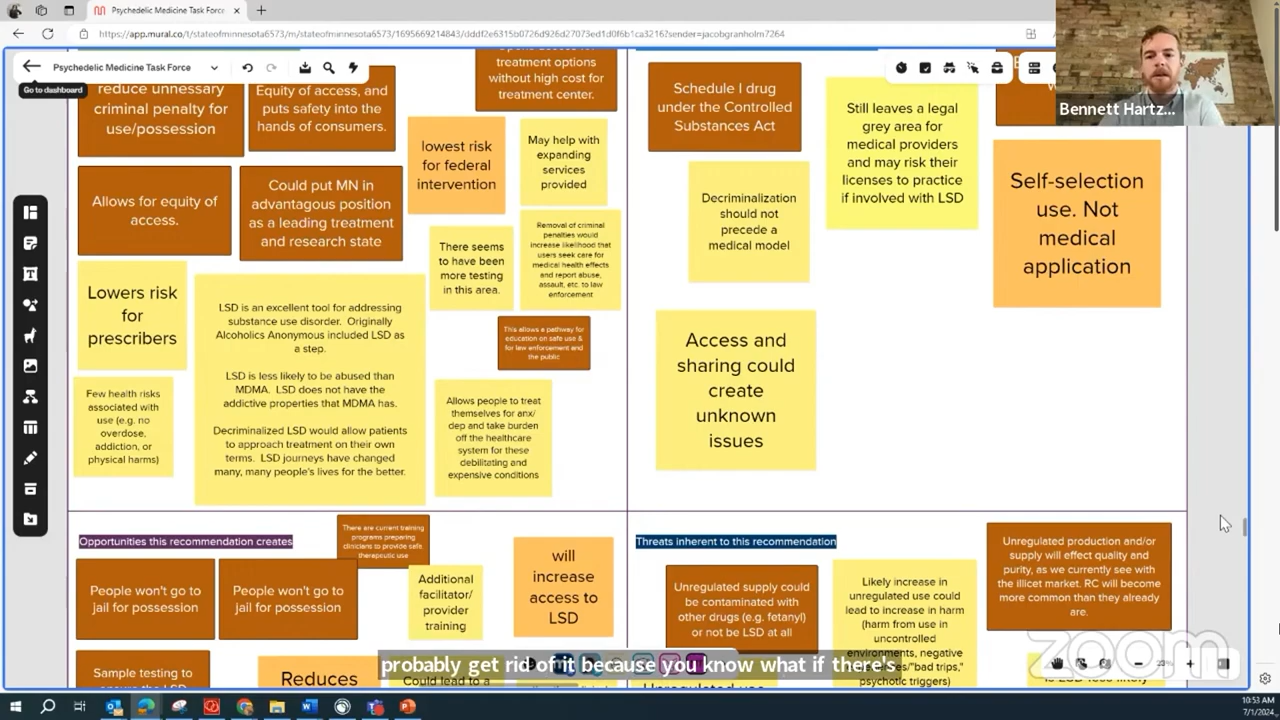 Psychedelic Medicine Task Force
https://app.mural.co/t/stateofminnesota6573/m/stateofminnesota6573/1695669214843/dddf2e6315b0726d926d27073ed1d0f6b1ca3216?sender=jacobgranholm7264
Psychedelic Medicine Task Force
Go to dashboard
Bennett Hartz...
reduce unnessary
criminal penalty for
use/possession
Equity of access, and
puts safety into the
hands of consumers.
treatment options
without high cost for
treatment center.
lowest risk
for federal
intervention
May help with
expanding
services
provided
Allows for equity of
access.
Could put MN in
advantagous position
as a leading treatment
and research state
There seems
to have been
more testing
in this area.
Removal of criminal
penalties would
increase likelihood that
users seek care for
medical health effects
and report abuse,
assault, etc. to law
enforcement
Lowers risk
for
prescribers
LSD is an excellent tool for addressing
substance use disorder. Originally
Alcoholics Anonymous included LSD as
a step.
LSD is less likely to be abused than
MDMA. LSD does not have the
addictive properties that MDMA has.
Decriminalized LSD would allow patients
to approach treatment on their own
terms. LSD journeys have changed
many, many people's lives for the better.
This allows a pathway for
education on safe use &
for law enforcement and
the public
Few health risks
associated with
use (e.g. no
overdose,
addiction, or
physical harms)
Allows people to treat
themselves for anx/
dep and take burden
off the healthcare
system for these
debilitating and
expensive conditions
Schedule I drug
under the Controlled
Substances Act
Still leaves a legal
grey area for
medical providers
and may risk their
licenses to practice
if involved with LSD
Decriminalization
should not
precede a
medical model
Self-selection
use. Not
medical
application
Access and
sharing could
create
unknown
issues
Opportunities this recommendation creates
There are current training
programs preparing
clinicians to provide safe,
therapeutic use
People won't go to
jail for possession
People won't go to
jail for possession
Additional
facilitator/
provider
training
will
increase
access to
LSD
Sample testing to
Reduces
Could lead to a
Threats inherent to this recommendation
Unregulated supply could
be contaminated with
other drugs (e.g. fetanyl)
or not be LSD at all
Likely increase in
unregulated use could
lead to increase in harm
(harm from use in
uncontrolled
environments, negative
"bad trips,"
psychotic triggers)
Unregulated production and/or
supply will effect quality and
purity, as we currently see with
the illicet market. RC will become
more common than they already
are.
probably get rid of it because you know what if there's
zoom
10:53 AM
7/1/2024